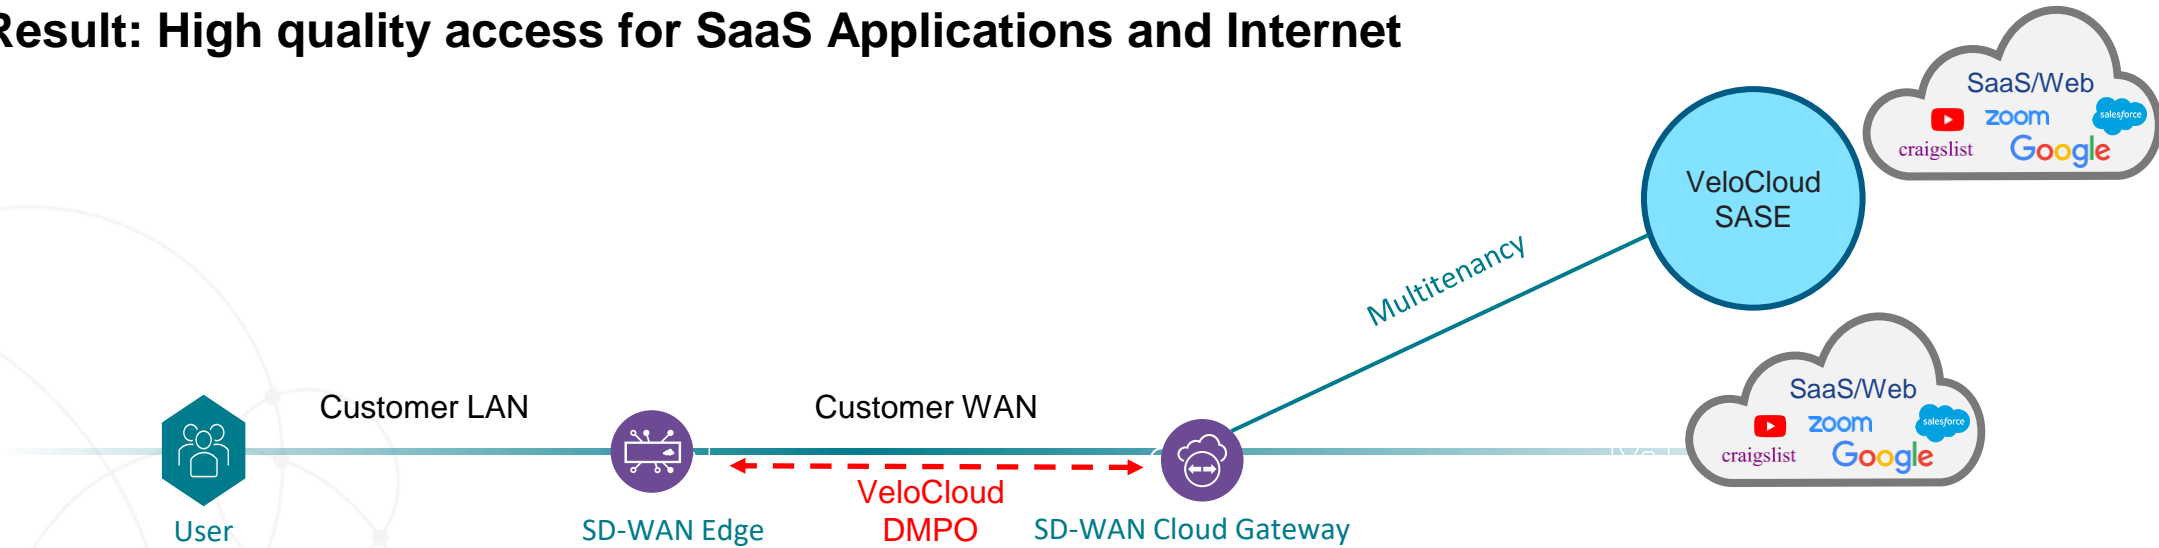 Result: High quality access for SaaS Applications and Internet
SaaS/Web
zoom
salesforce
craigslist
Google
VeloCloud
SASE
Multitenancy
SaaS/Web
zoom
salesforce
craigslist
Google
Customer LAN
Customer WAN
VeloCloud
DMPO
User
SD-WAN Edge
SD-WAN Cloud Gateway